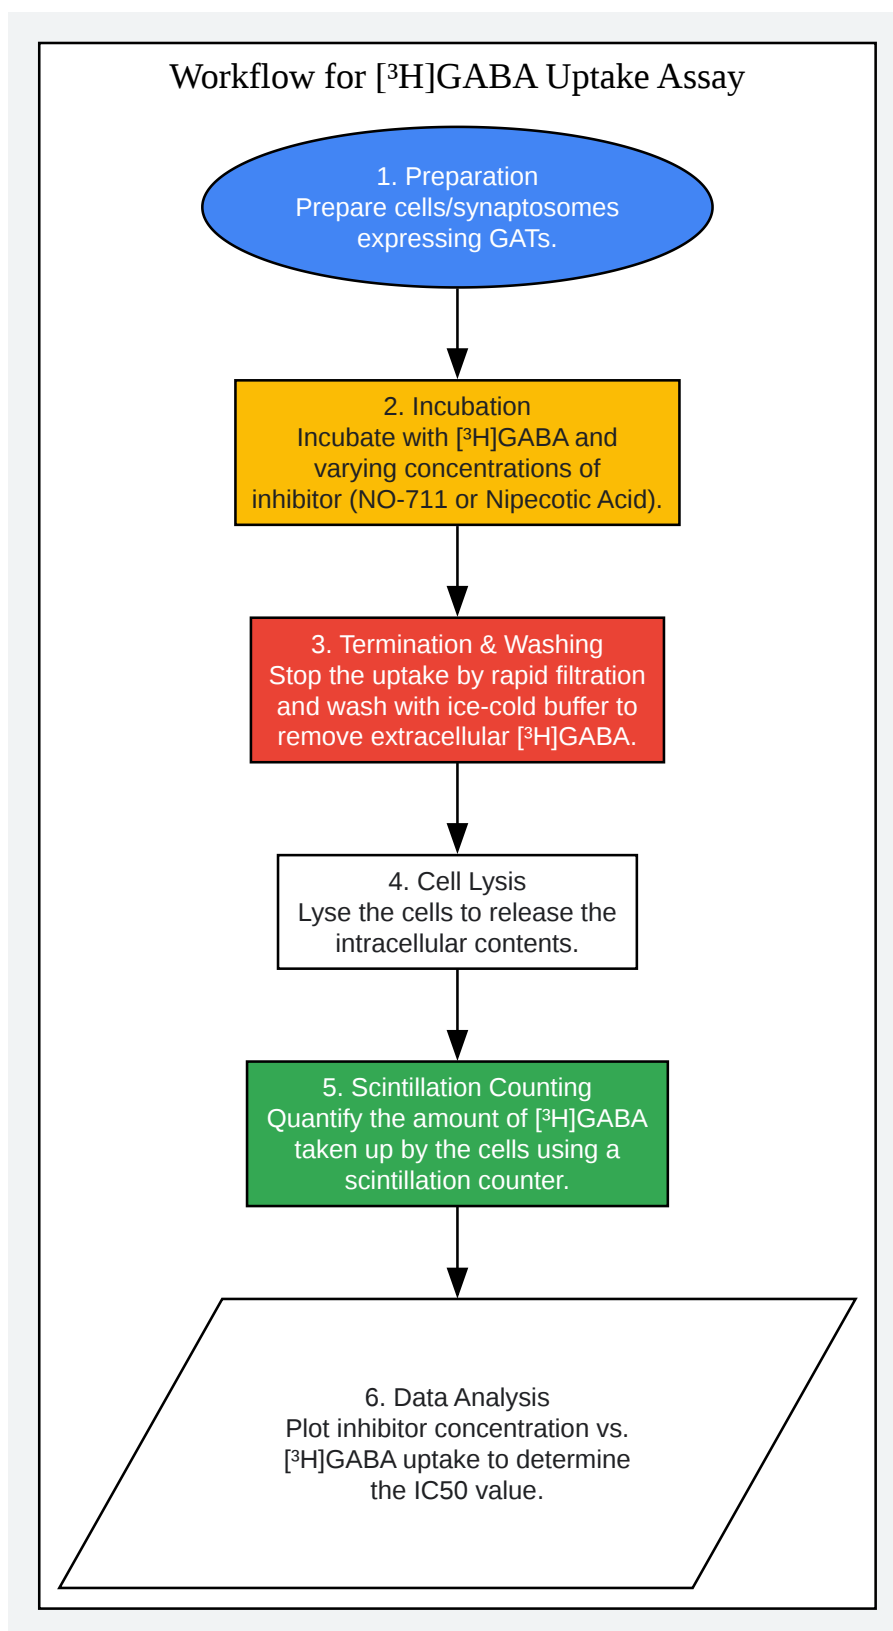 Workflow for [³H]GABA Uptake Assay
1. Preparation
Prepare cells/synaptosomes
expressing GATs.
2. Incubation
Incubate with [³H]GABA and
varying concentrations of
inhibitor (NO-711 or Nipecotic Acid).
3. Termination & Washing
Stop the uptake by rapid filtration
and wash with ice-cold buffer to
remove extracellular [³H]GABA.
4. Cell Lysis
Lyse the cells to release the
intracellular contents.
5. Scintillation Counting
Quantify the amount of [³H]GABA
taken up by the cells using a
scintillation counter.
6. Data Analysis
Plot inhibitor concentration vs.
[³H]GABA uptake to determine
the IC50 value.